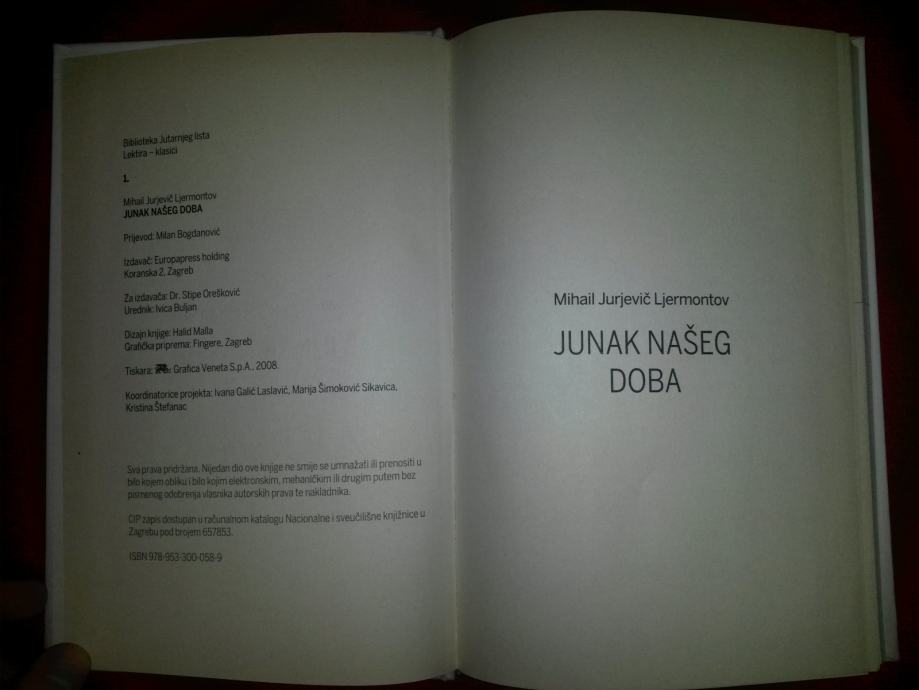 Biblioteka Jutarnjeg lista
Lektira – klasici
1.
Mihail Jurjevič Ljermontov
JUNAK NAŠEG DOBA
Prijevod: Milan Bogdanović
Izdavač: Europapress holding
Koranska 2, Zagreb
Za izdavača: Dr. Stipe Orešković
Urednik: Ivica Buljan
Dizajn knjige: Halid Malla
Grafička priprema: Fingere, Zagreb
Tiskara: Grafica Veneta S.p.A., 2008.
Koordinatorice projekta: Ivana Galić Laslavić, Marija Šimoković Sikavica,
Kristina Štefanac
Sva prava pridržana. Nijedan dio ove knjige ne smije se umnažati ili prenositi u
bilo kojem obliku i bilo kojim elektronskim, mehaničkim ili drugim putem bez
pismenog odobrenja vlasnika autorskih prava te nakladnika.
CIP zapis dostupan u računalnom katalogu Nacionalne i sveučilišne knjižnice u
Zagrebu pod brojem 657853.
ISBN 978-953-300-058-9
Mihail Jurjevič Ljermontov
JUNAK NAŠEG
DOBA